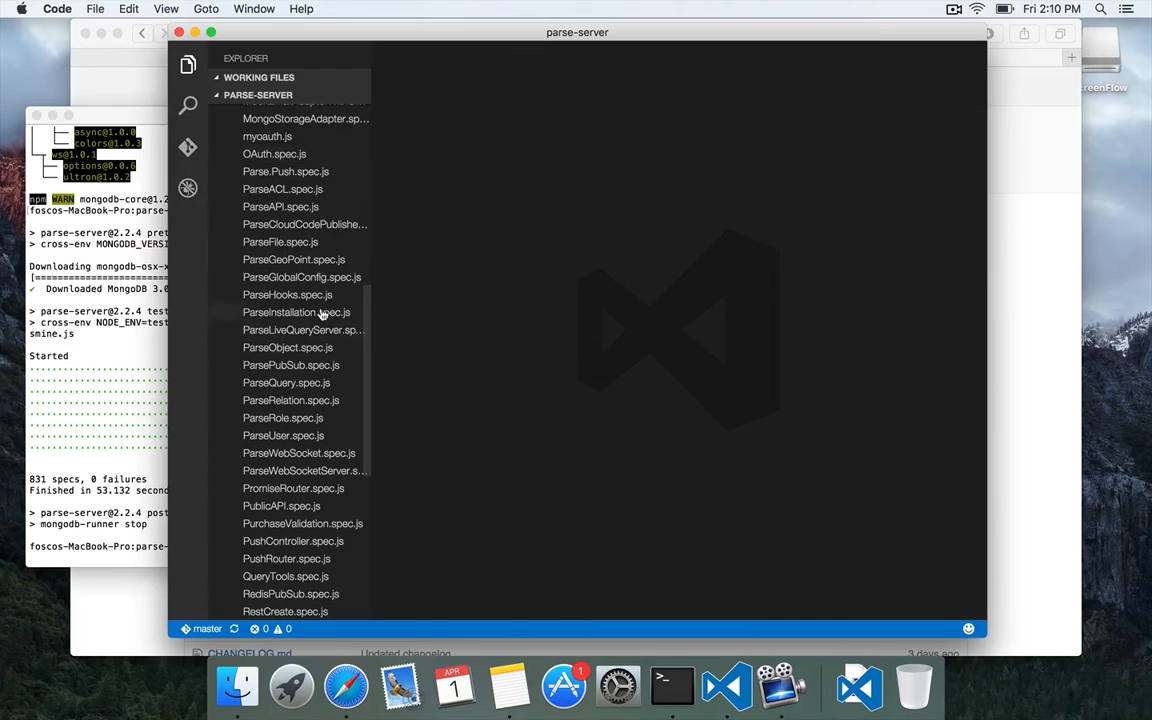 Code File Edit View Goto Window Help
Fri 2:10 PM
parse-server
EXPLORER
WORKING FILES
PARSE-SERVER
MongoStorageAdapter.sp...
myoauth.js
OAuth.spec.js
Parse.Push.spec.js
ParseACL.spec.js
ParseAPI.spec.js
ParseCloudCodePublishe...
ParseFile.spec.js
ParseGeoPoint.spec.js
ParseGlobalConfig.spec.js
ParseHooks.spec.js
ParseInstallation.spec.js
ParseLiveQueryServer.sp...
ParseObject.spec.js
ParsePubSub.spec.js
ParseQuery.spec.js
ParseRelation.spec.js
ParseRole.spec.js
ParseUser.spec.js
ParseWebSocket.spec.js
ParseWebSocketServer.s...
PromiseRouter.spec.js
PublicAPI.spec.js
PurchaseValidation.spec.js
PushController.spec.js
PushRouter.spec.js
QueryTools.spec.js
RedisPubSub.spec.js
RestCreate.spec.js
master 0 0
async@1.0.0
colors@1.0.3
ws@1.0.1
options@0.0.6
ultron@1.0.2
npm WARN mongodb-core@1.2
foscos-MacBook-Pro:parse-
> parse-server@2.2.4 pret
> cross-env MONGODB_VERSI
Downloading mongodb-osx-x
[====================
✔ Downloaded MongoDB 3.0
> parse-server@2.2.4 test
> cross-env NODE_ENV=test
smine.js
Started
831 specs, 0 failures
Finished in 53.132 second
> parse-server@2.2.4 post
> mongodb-runner stop
foscos-MacBook-Pro:parse-
CHANGELOG.md Updated changelog 3 days ago
reenFlow
APR
1
1
>_